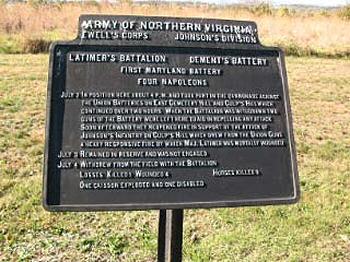 ARMY OF NORTHERN VIRGINIA
EWELL'S CORPS   JOHNSON'S DIVISION
LATIMER'S BATTALION   DEMENT'S BATTERY
FIRST MARYLAND BATTERY
FOUR NAPOLEONS
JULY 2 IN POSITION HERE ABOUT 4 P.M. AND TOOK PART IN THE CANNONADE AGAINST
THE UNION BATTERIES ON EAST CEMETERY HILL AND CULP'S HILL WHICH
CONTINUED OVER TWO HOURS. WHEN THE BATTALION WAS WITHDRAWN TWO
GUNS OF THE BATTERY WERE LEFT HERE TO AID IN REPELLING ANY ATTACK
SOON AFTERWARD THEY REOPENED FIRE IN SUPPORT OF THE ATTACK OF
JOHNSON'S INFANTRY ON CULP'S HILL WHICH DREW FROM THE UNION GUNS
A HEAVY RESPONSIVE FIRE BY WHICH MAJ. LATIMER WAS MORTALLY WOUNDED
JULY 3 REMAINED IN RESERVE AND WAS NOT ENGAGED
JULY 4 WITHDREW FROM THE FIELD WITH THE BATTALION
LOSSES KILLED 1 WOUNDED 4   HORSES KILLED 9
ONE CAISSON EXPLODED AND ONE DISABLED